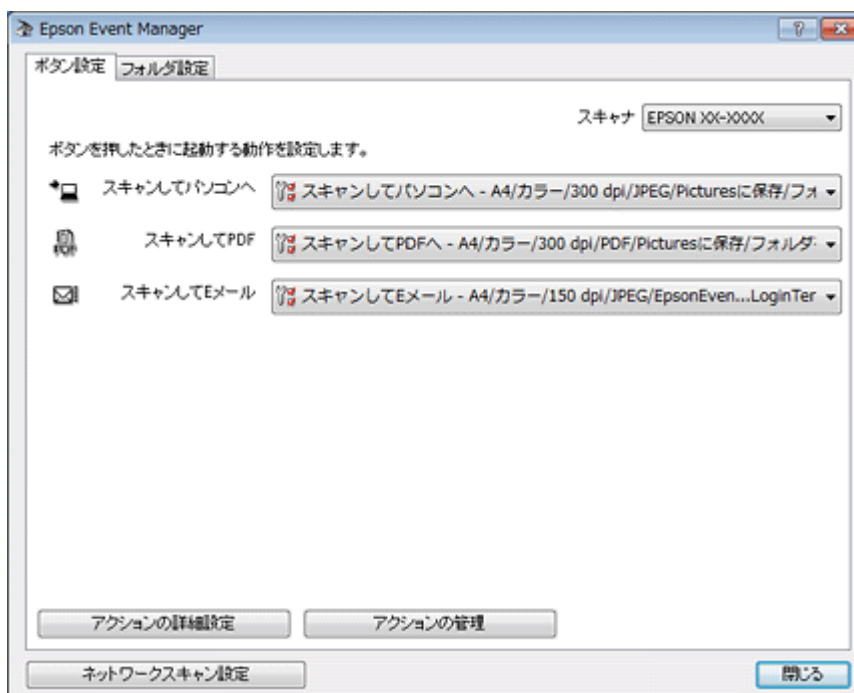 Epson Event Manager
ボタン設定 フォルダ設定
スキャナ EPSON XX-XXXX
ボタンを押したときに起動する動作を設定します。
スキャンしてパソコンへ スキャンしてパソコンへ - A4/カラー/300 dpi/JPEG/Picturesに保存/フォ
スキャンしてPDF スキャンしてPDFへ - A4/カラー/300 dpi/PDF/Picturesに保存/フォルダ
スキャンしてEメール スキャンしてEメール - A4/カラー/150 dpi/JPEG/EpsonEven...LoginTer
アクションの詳細設定 アクションの管理
ネットワークスキャン設定 閉じる